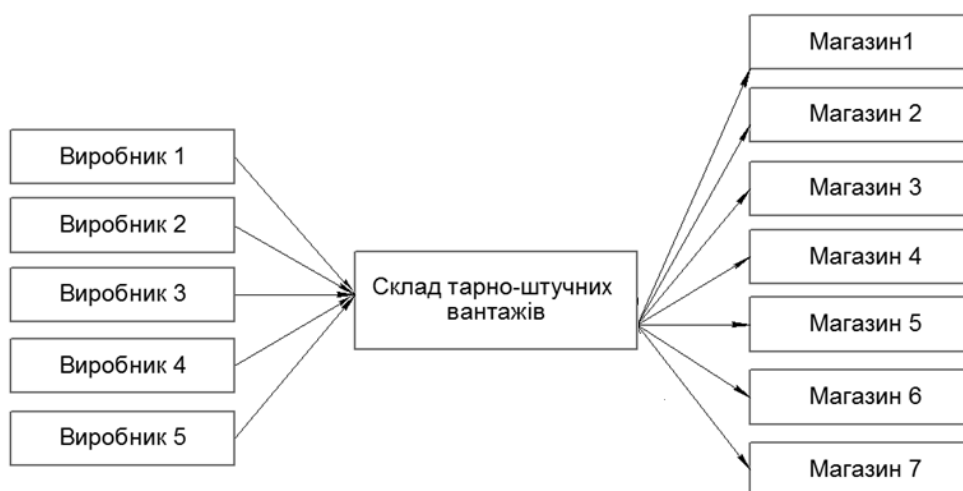 Виробник 1
Виробник 2
Виробник 3
Виробник 4
Виробник 5
Склад тарно-штучних
вантажів
Магазин1
Магазин 2
Магазин 3
Магазин 4
Магазин 5
Магазин 6
Магазин 7